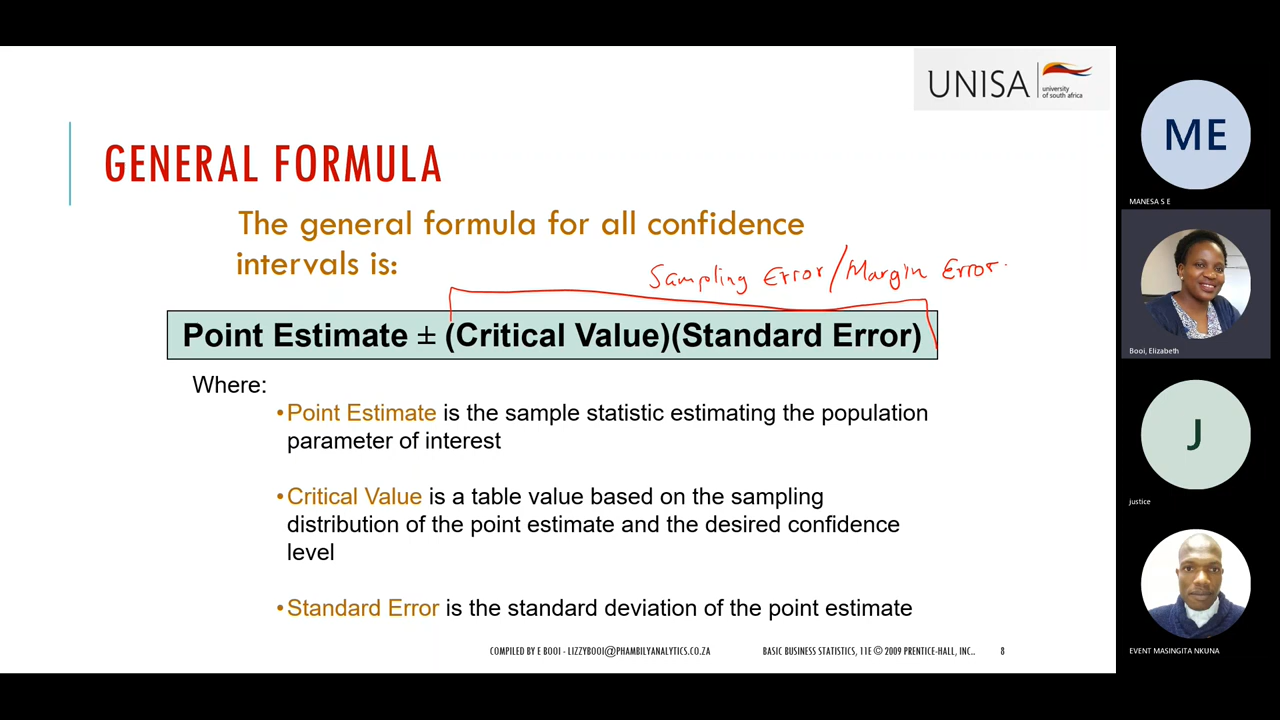 UNISA
university
of south africa
GENERAL FORMULA
The general formula for all confidence
intervals is:
Sampling Error/Margin Error.
Point Estimate ± (Critical Value)(Standard Error)
Where:
•Point Estimate is the sample statistic estimating the population
parameter of interest
•Critical Value is a table value based on the sampling
distribution of the point estimate and the desired confidence
level
•Standard Error is the standard deviation of the point estimate
COMPILED BY E BOOI - LIZZYBOOI@PHAMBILYANALYTICS.CO.ZA
BASIC BUSINESS STATISTICS, 11E © 2009 PRENTICE-HALL, INC..
8
ME
MANESA S E
Booi, Elizabeth
J
justice
EVENT MASINGITA NKUNA